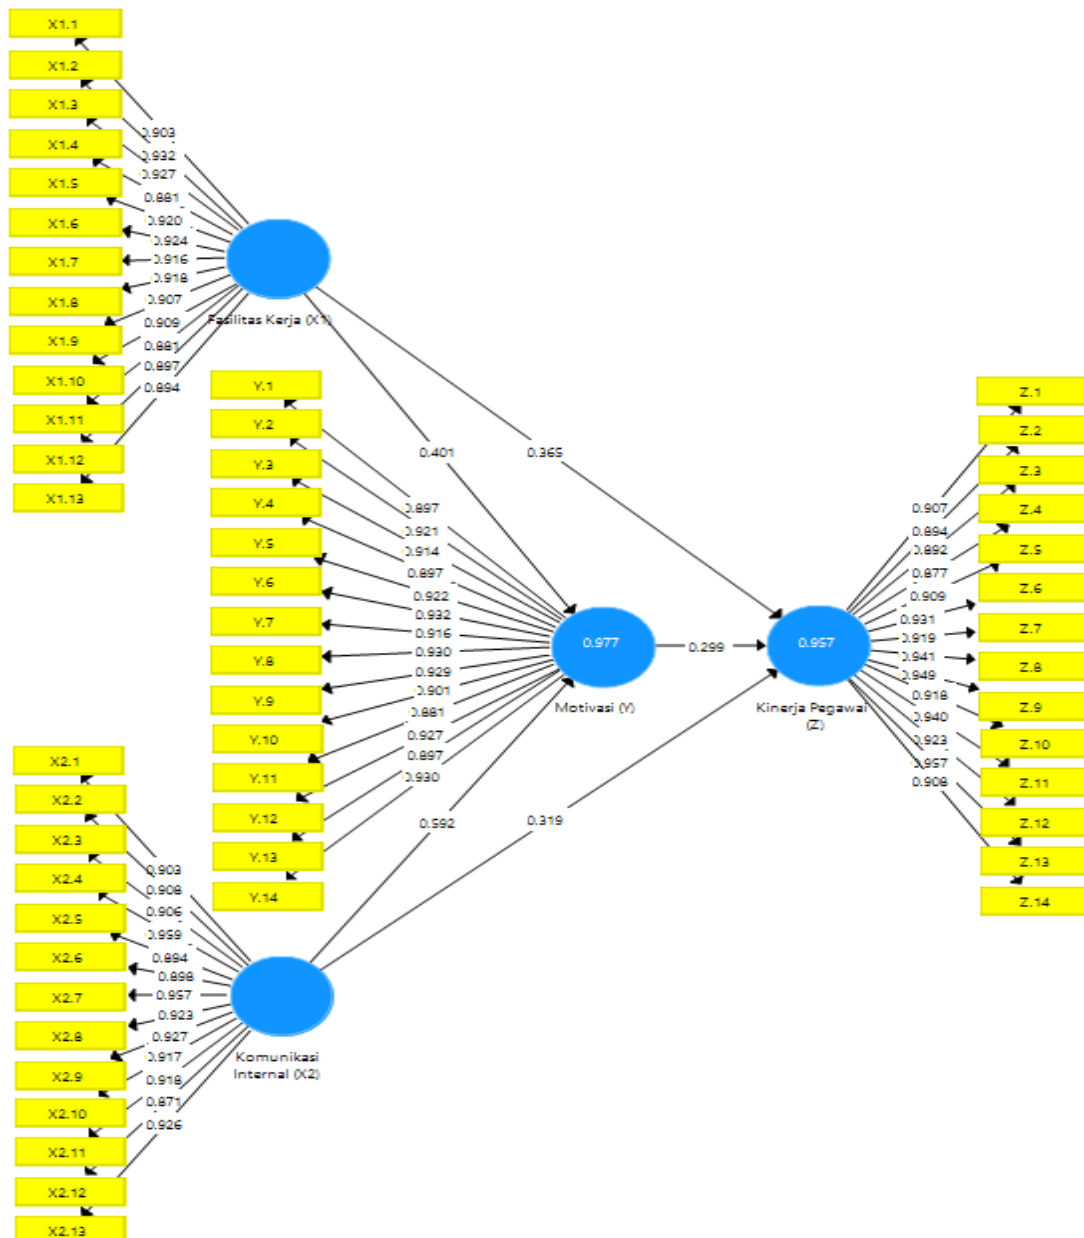 X1.1
X1.2
X1.3
X1.4
X1.5
X1.6
X1.7
X1.8
X1.9
X1.10
X1.11
X1.12
X1.13
0.903
0.932
0.927
0.881
0.920
0.924
0.916
0.918
0.907
0.909
0.881
0.897
0.894
Fasilitas Kerja (X1)
0.401
0.365
Y.1
Y.2
Y.3
Y.4
Y.5
Y.6
Y.7
Y.8
Y.9
Y.10
Y.11
Y.12
Y.13
Y.14
0.897
0.921
0.914
0.897
0.922
0.932
0.916
0.930
0.929
0.901
0.881
0.927
0.897
0.930
0.977
Motivasi (Y)
0.299
0.957
Kinerja Pegawai
(Z)
0.907
0.894
0.892
0.877
0.909
0.931
0.919
0.941
0.949
0.918
0.940
0.923
0.957
0.908
Z.1
Z.2
Z.3
Z.4
Z.5
Z.6
Z.7
Z.8
Z.9
Z.10
Z.11
Z.12
Z.13
Z.14
0.592
0.319
X2.1
X2.2
X2.3
X2.4
X2.5
X2.6
X2.7
X2.8
X2.9
X2.10
X2.11
X2.12
X2.13
0.903
0.908
0.906
0.959
0.894
0.898
0.957
0.923
0.927
0.917
0.918
0.871
0.926
Komunikasi
Internal (X2)